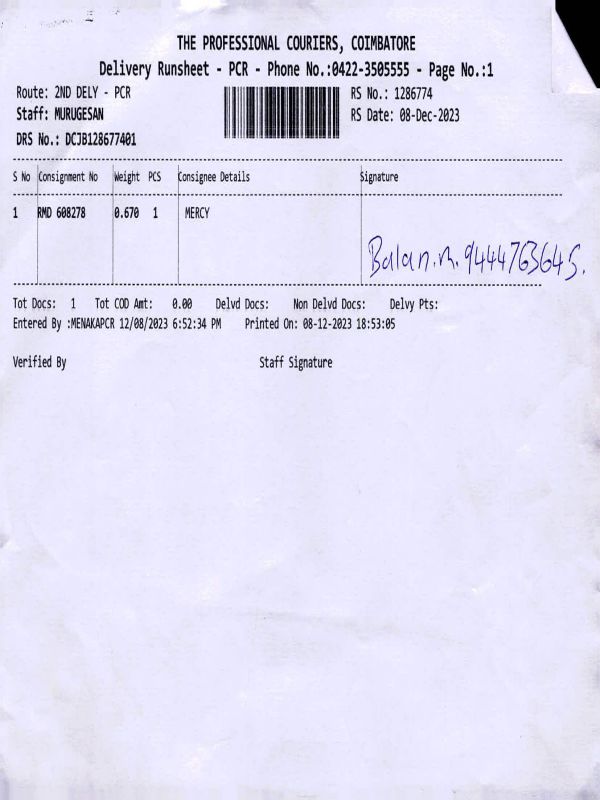 THE PROFESSIONAL COURIERS, COIMBATORE
Delivery Runsheet - PCR - Phone No.:0422-3505555 - Page No.:1
Route: 2ND DELY - PCR RS No.: 1286774
Staff: MURUGESAN RS Date: 08-Dec-2023
DRS No.: DCJB128677401
S No Consignment No Weight PCS Consignee Details Signature
1 RMD 608278 0.670 1 MERCY
Balan.m. 9444763645.
Tot Docs: 1 Tot COD Amt: 0.00 Delvd Docs: Non Delvd Docs: Delvy Pts:
Entered By :MENAKAPCR 12/08/2023 6:52:34 PM Printed On: 08-12-2023 18:53:05
Verified By Staff Signature